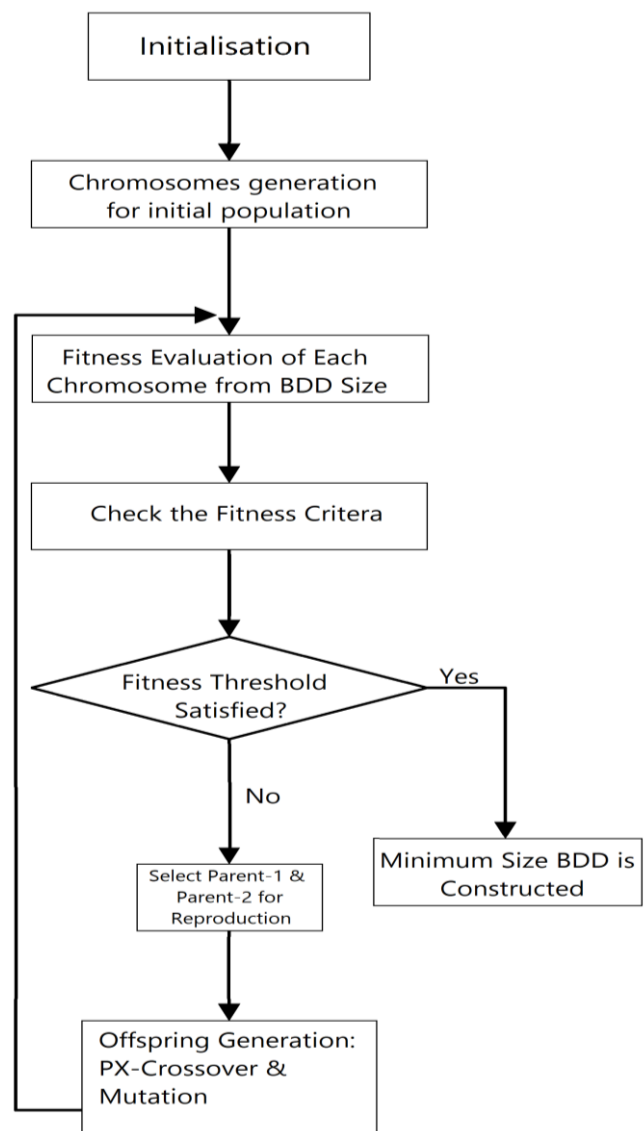 Initialisation
Chromosomes generation
for initial population
Fitness Evaluation of Each
Chromosome from BDD Size
Check the Fitness Critera
Fitness Threshold
Satisfied?
Yes
No
Select Parent-1 &
Parent-2 for
Reproduction
Minimum Size BDD is
Constructed
Offspring Generation:
PX-Crossover &
Mutation